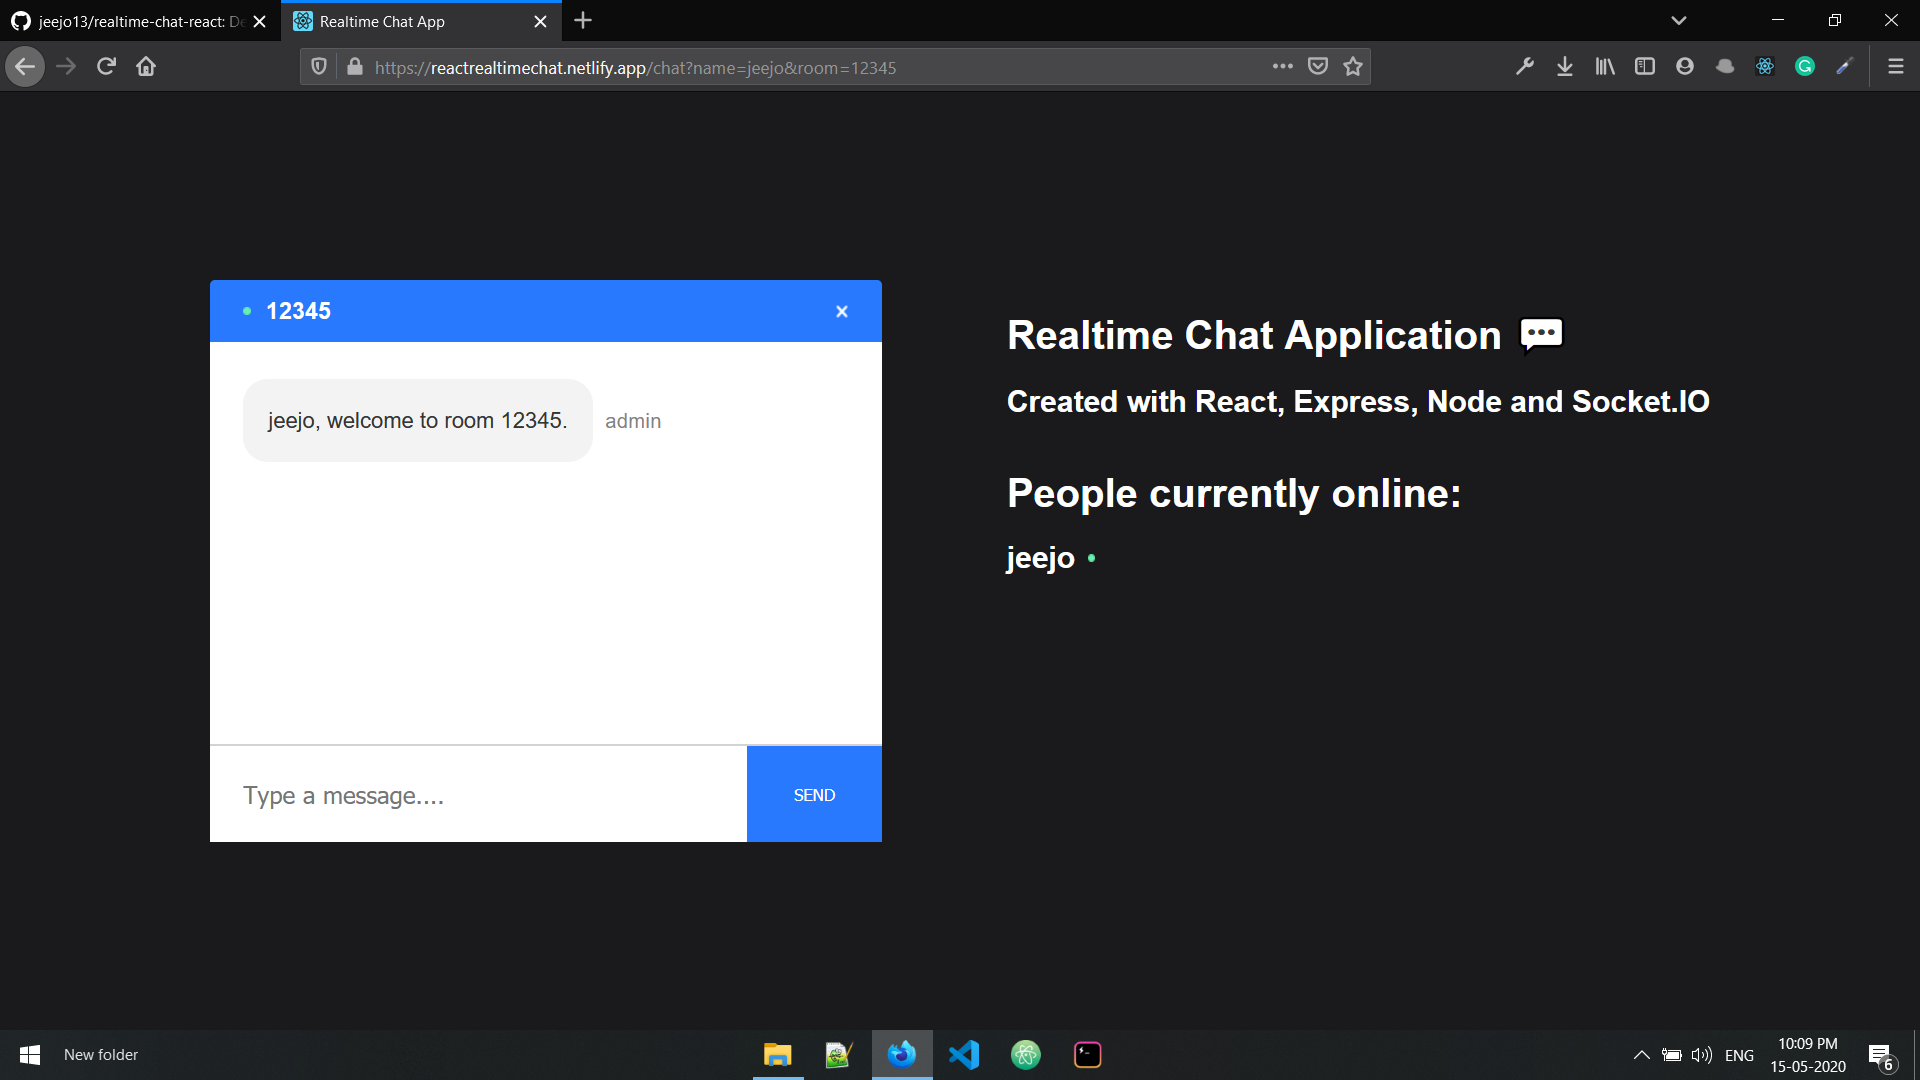 jeejo13/realtime-chat-react: De
Realtime Chat App
https://reactrealtimechat.netlify.app/chat?name=jeejo&room=12345
12345
jeejo, welcome to room 12345.
admin
Type a message....
SEND
Realtime Chat Application
Created with React, Express, Node and Socket.IO
People currently online:
jeejo
New folder
ENG
10:09 PM
15-05-2020
6